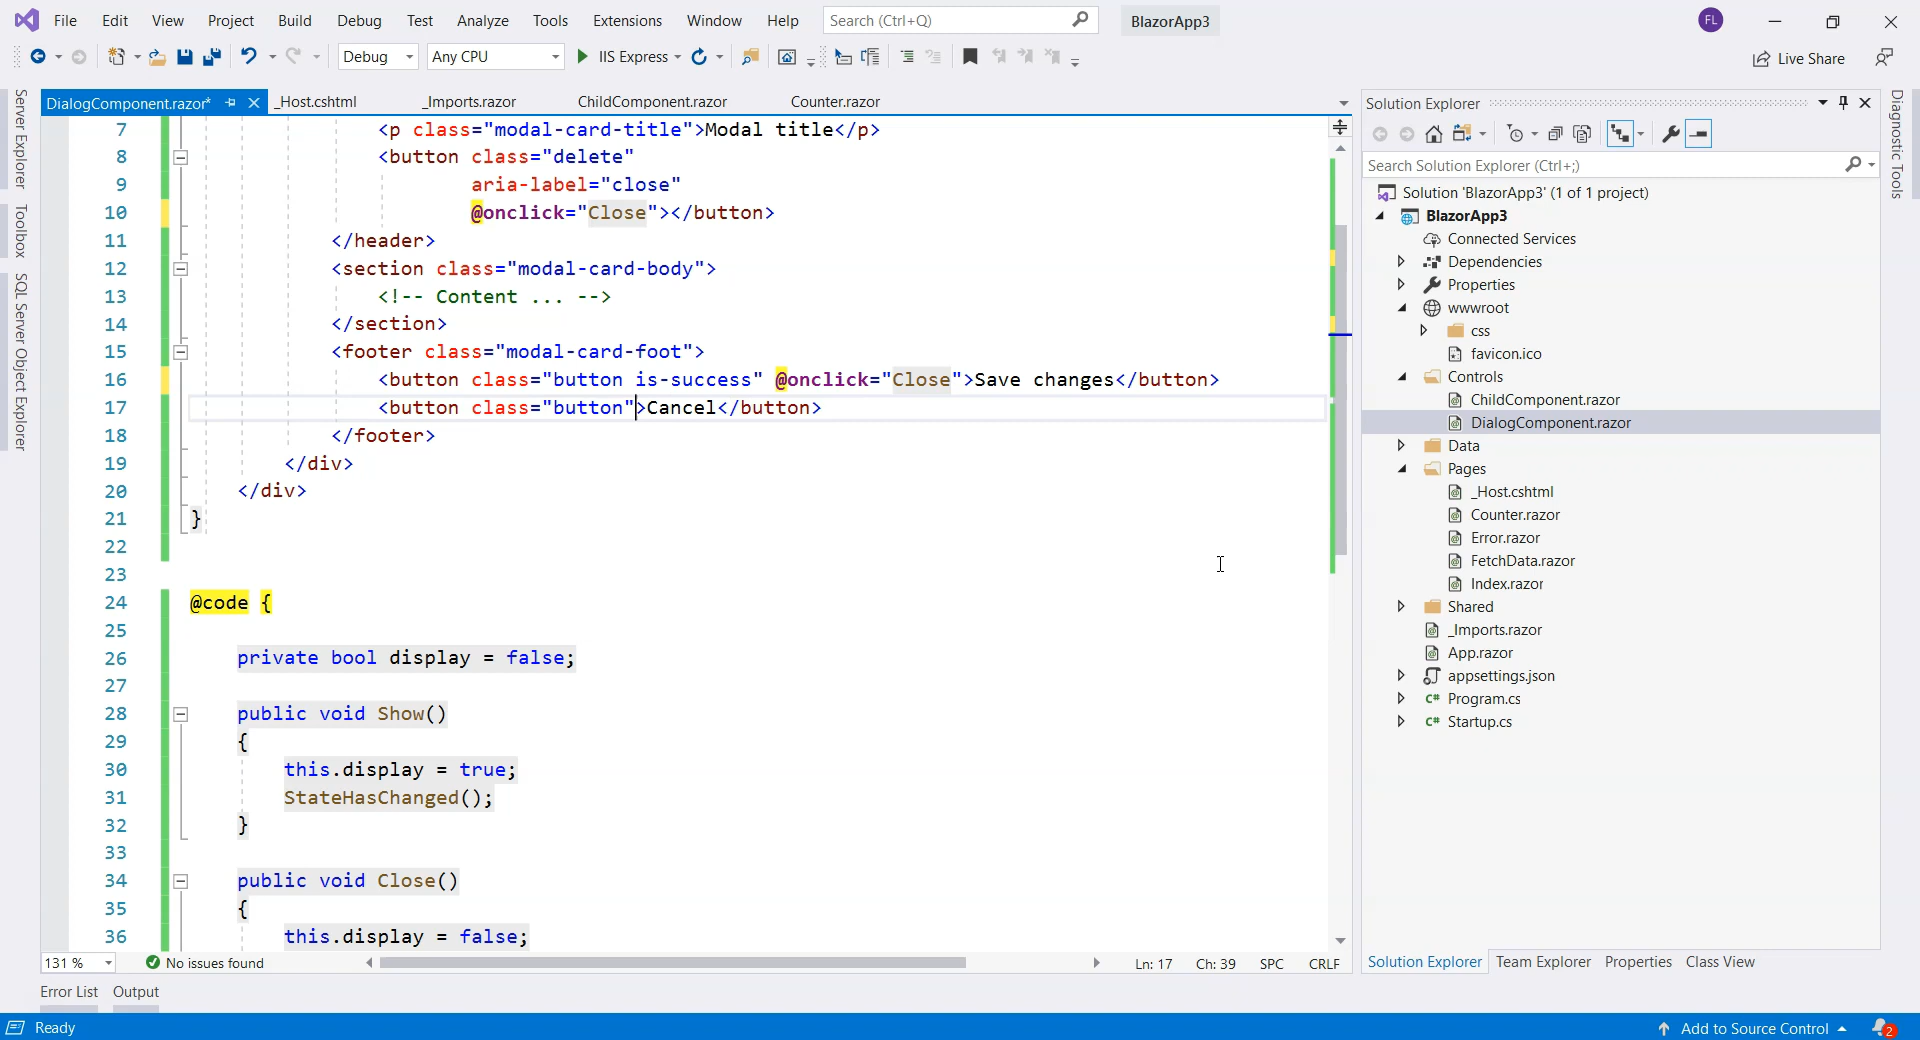 File Edit View Project Build Debug Test Analyze Tools Extensions Window Help Search (Ctrl+Q) BlazorApp3 FL
Debug Any CPU IIS Express Live Share
DialogComponent.razor* _Host.cshtml _Imports.razor ChildComponent.razor Counter.razor
Server Explorer
Toolbox
SQL Server Object Explorer
7 <p class="modal-card-title">Modal title</p>
8 <button class="delete"
9 aria-label="close"
10 @onclick="Close"></button>
11 </header>
12 <section class="modal-card-body">
13 <!-- Content ... -->
14 </section>
15 <footer class="modal-card-foot">
16 <button class="button is-success" @onclick="Close">Save changes</button>
17 <button class="button">Cancel</button>
18 </footer>
19 </div>
20 </div>
21 }
22
23
24 @code {
25
26 private bool display = false;
27
28 public void Show()
29 {
30 this.display = true;
31 StateHasChanged();
32 }
33
34 public void Close()
35 {
36 this.display = false;
131 % No issues found Ln: 17 Ch: 39 SPC CRLF
Solution Explorer
Search Solution Explorer (Ctrl+;)
Solution 'BlazorApp3' (1 of 1 project)
BlazorApp3
Connected Services
Dependencies
Properties
wwwroot
css
favicon.ico
Controls
ChildComponent.razor
DialogComponent.razor
Data
Pages
_Host.cshtml
Counter.razor
Error.razor
FetchData.razor
Index.razor
Shared
_Imports.razor
App.razor
appsettings.json
C# Program.cs
C# Startup.cs
Solution Explorer Team Explorer Properties Class View
Diagnostic Tools
Error List Output
Ready Add to Source Control 2